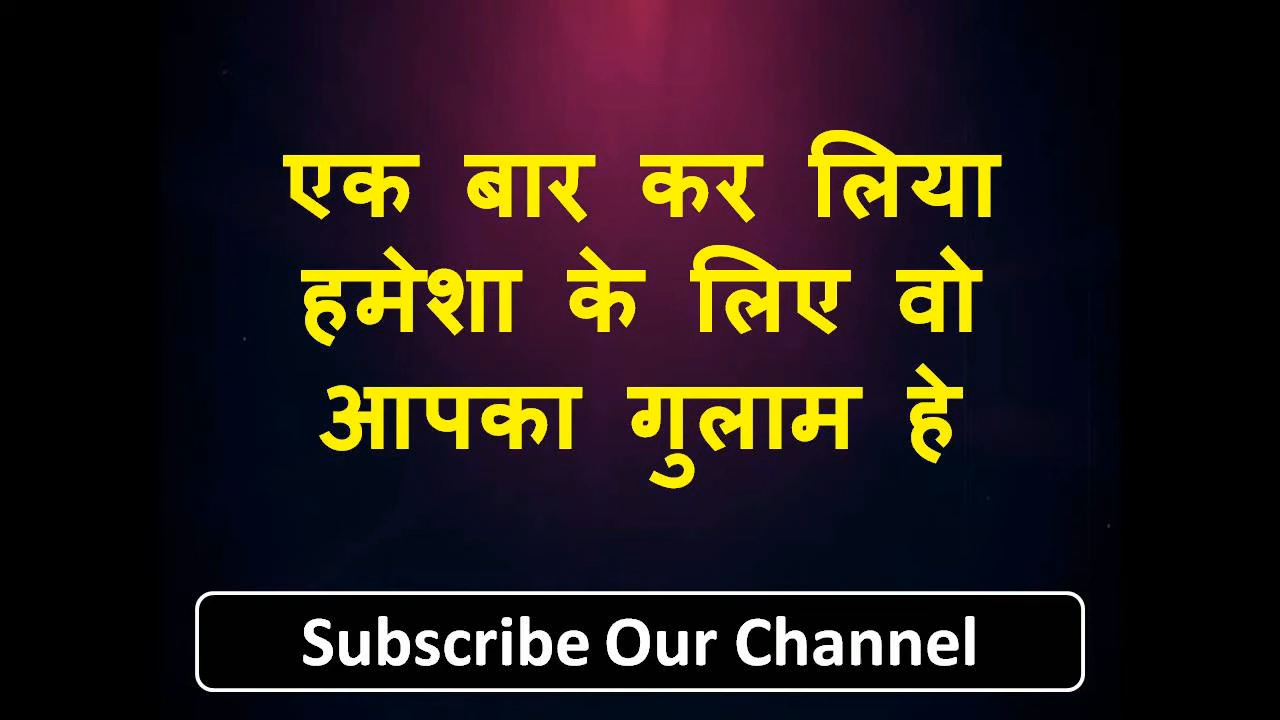 एक बार कर लिया
हमेशा के लिए वो
आपका गुलाम हे
Subscribe Our Channel